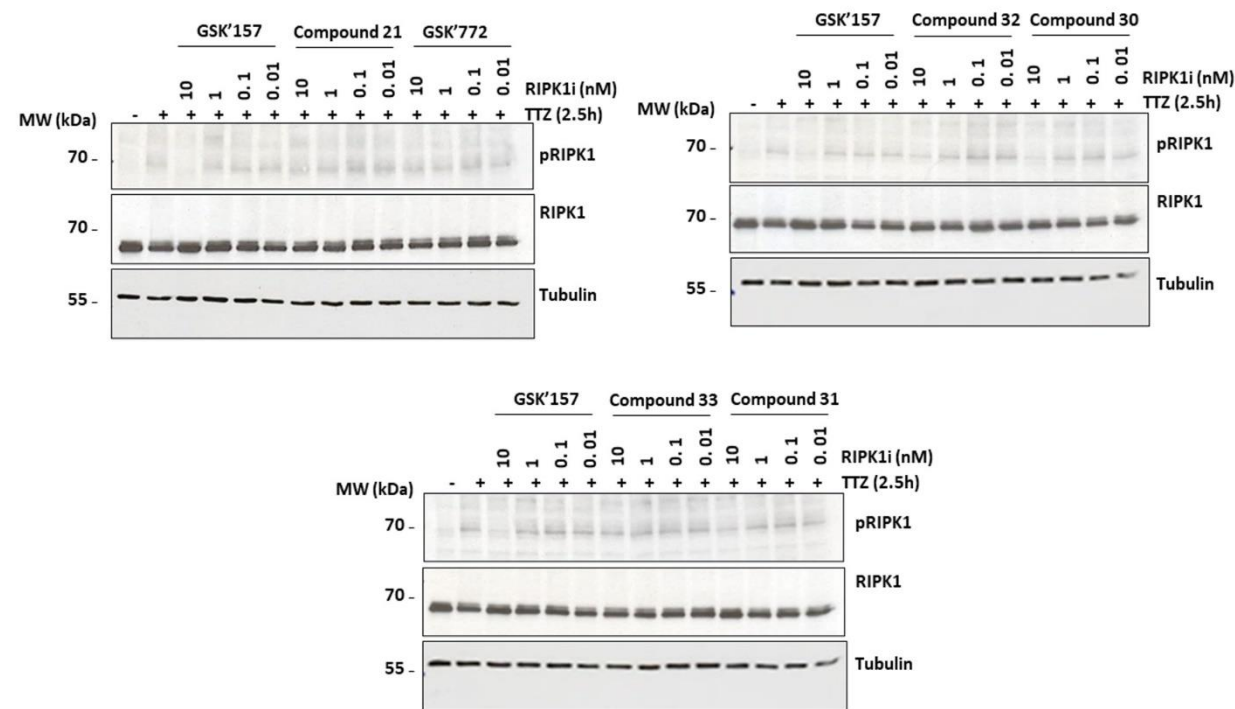 GSK'157 Compound 21 GSK'772
10 1 0.1 0.01 10 1 0.1 0.01 10 1 0.1 0.01 RIPK1i (nM)
- + + + + + + + + + + + + + TTZ (2.5h)
MW (kDa)
70 - pRIPK1
70 - RIPK1
55 - Tubulin
GSK'157 Compound 32 Compound 30
10 1 0.1 0.01 10 1 0.1 0.01 10 1 0.1 0.01 RIPK1i (nM)
- + + + + + + + + + + + + + TTZ (2.5h)
MW (kDa)
70 - pRIPK1
70 - RIPK1
55 - Tubulin
GSK'157 Compound 33 Compound 31
10 1 0.1 0.01 10 1 0.1 0.01 10 1 0.1 0.01 RIPK1i (nM)
- + + + + + + + + + + + + + TTZ (2.5h)
MW (kDa)
70 - pRIPK1
70 - RIPK1
55 - Tubulin